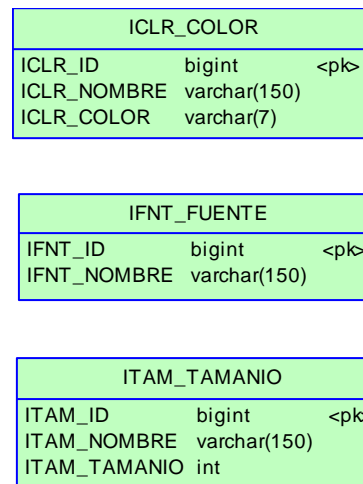 ICLR_COLOR
ICLR_ID bigint <pk>
ICLR_NOMBRE varchar(150)
ICLR_COLOR varchar(7)
IFNT_FUENTE
IFNT_ID bigint <pk>
IFNT_NOMBRE varchar(150)
ITAM_TAMANIO
ITAM_ID bigint <pk
ITAM_NOMBRE varchar(150)
ITAM_TAMANIO int